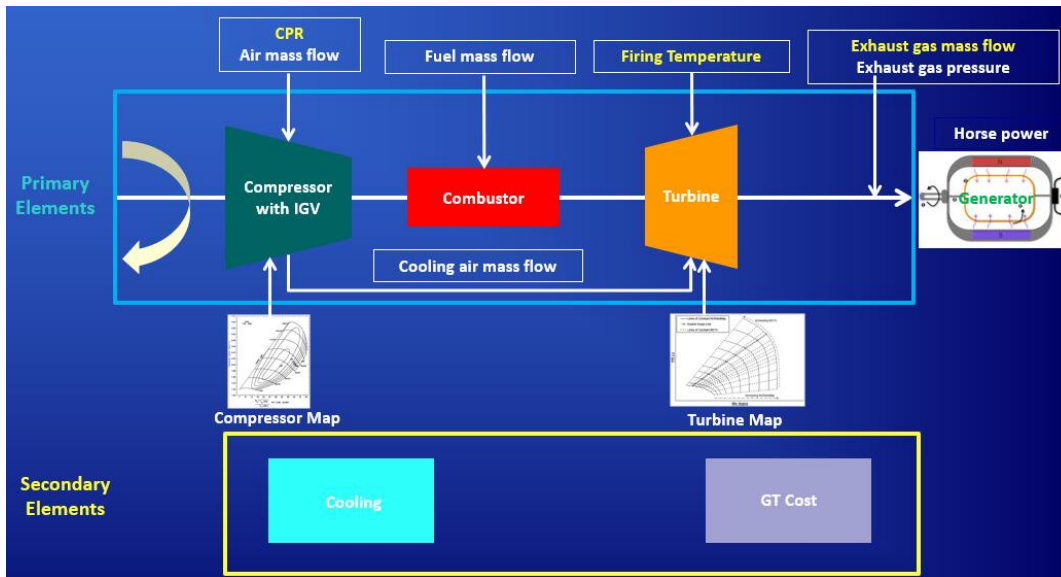 CPR
Air mass flow
Fuel mass flow
Firing Temperature
Exhaust gas mass flow
Exhaust gas pressure
Horse power
Primary
Elements
Compressor
with IGV
Combustor
Turbine
Generator
N
S
Cooling air mass flow
Compressor Map
Turbine Map
Secondary
Elements
Cooling
GT Cost